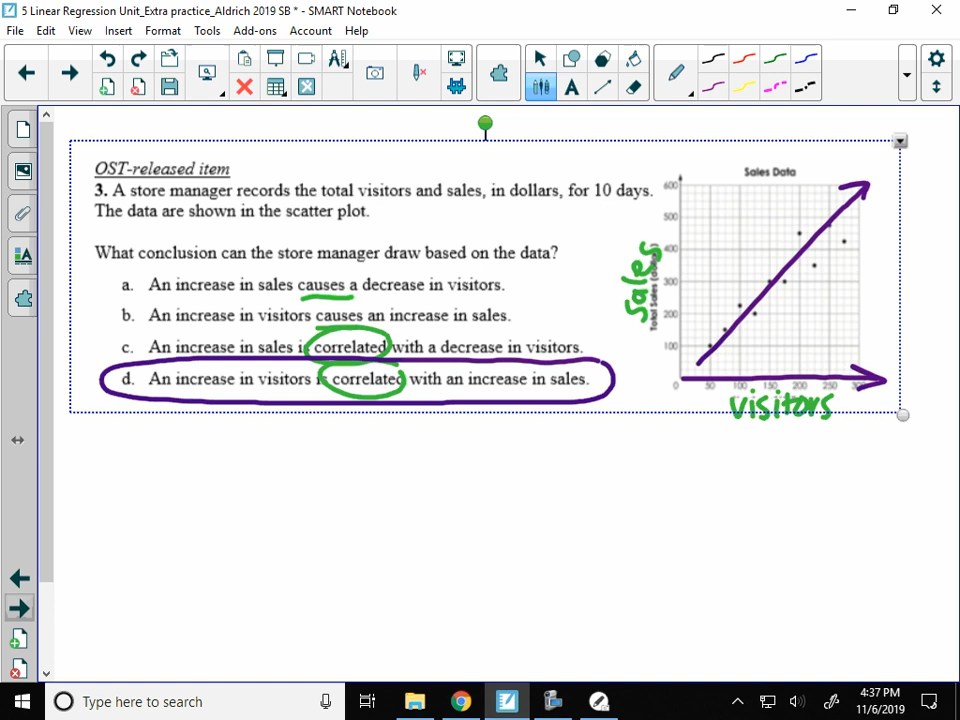 5 Linear Regression Unit_Extra practice_Aldrich 2019 SB * - SMART Notebook
File Edit View Insert Format Tools Add-ons Account Help
OST-released item
3. A store manager records the total visitors and sales, in dollars, for 10 days.
The data are shown in the scatter plot.
What conclusion can the store manager draw based on the data?
a. An increase in sales causes a decrease in visitors.
b. An increase in visitors causes an increase in sales.
c. An increase in sales is correlated with a decrease in visitors.
d. An increase in visitors is correlated with an increase in sales.
Sales Data
600
500
400
300
200
100
sales
Total Sales
0 50 100 150 200 250
visitors
Type here to search
4:37 PM
11/6/2019